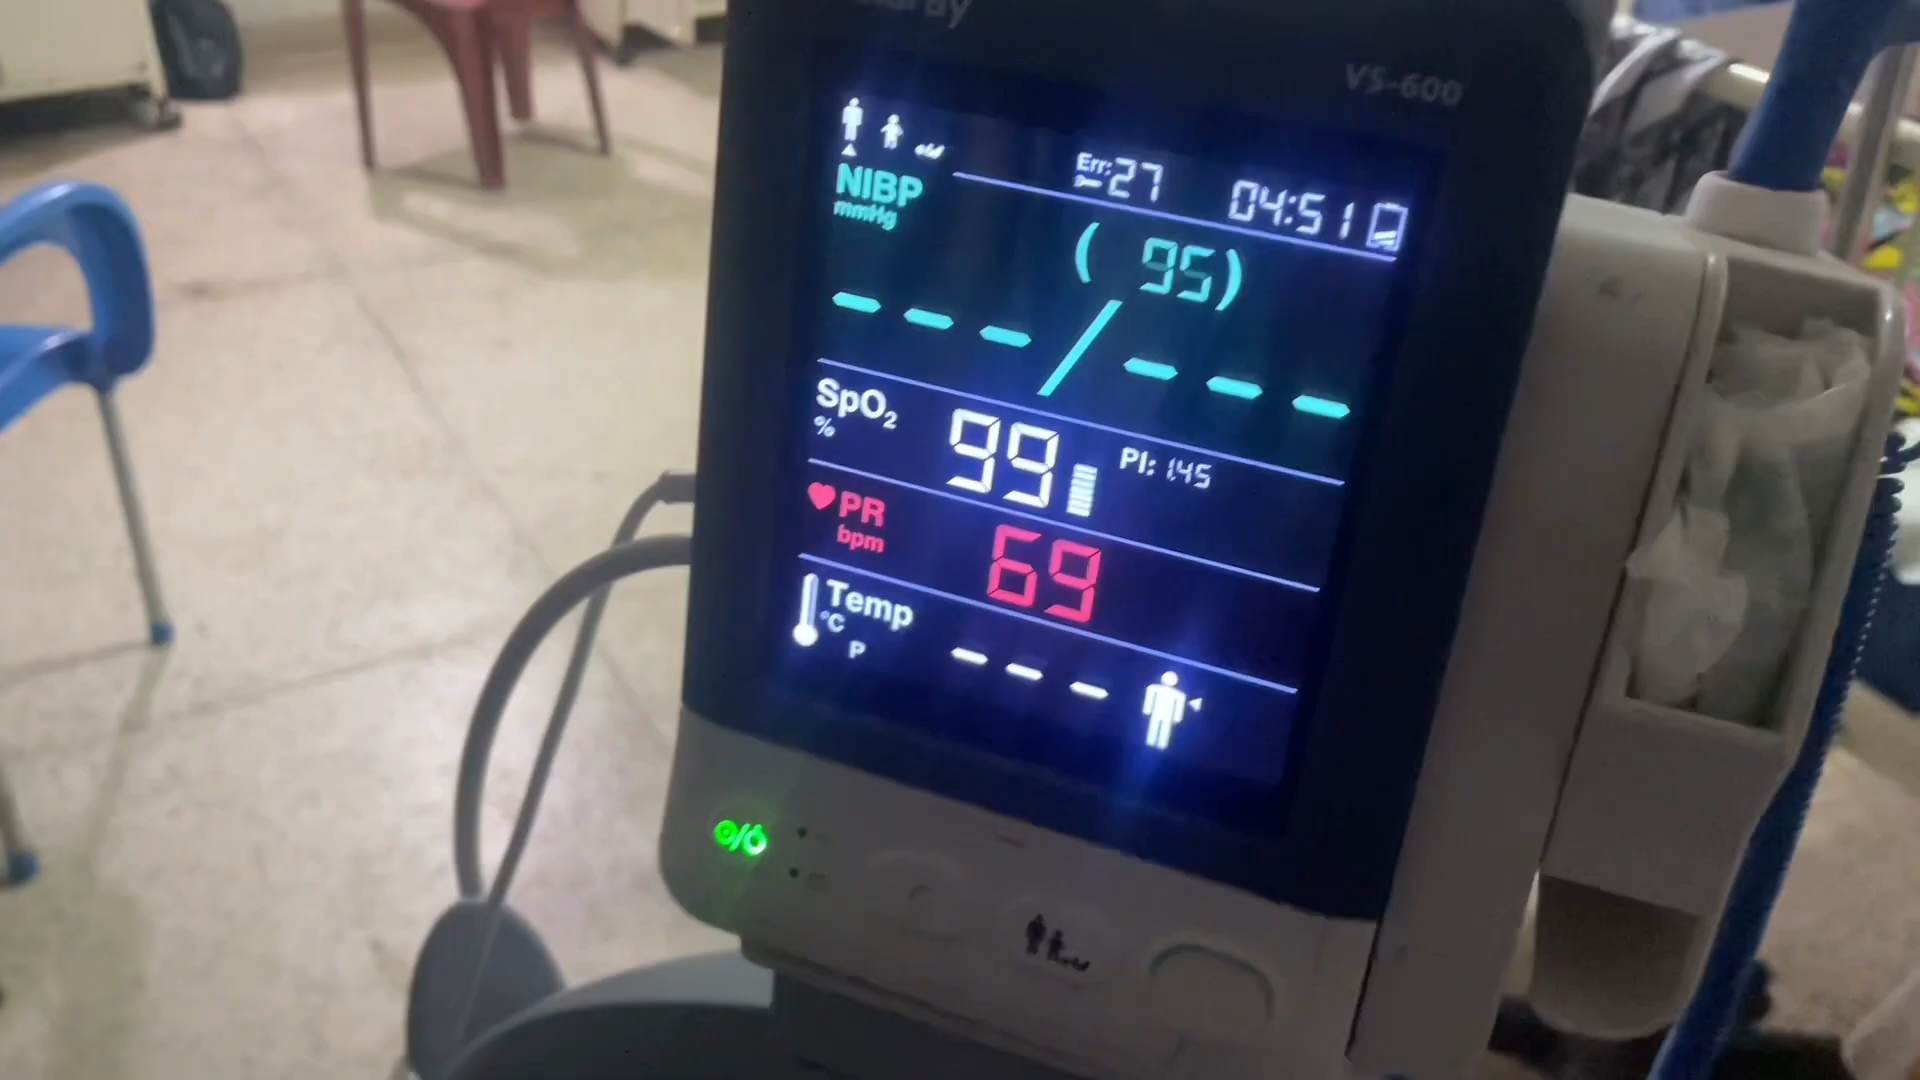 VS-600
Err: 27 04:51
NIBP
mmHg
( 95)
--- / ---
SpO₂
%
99
PI: 1.45
PR
bpm
69
Temp
°C
P
---